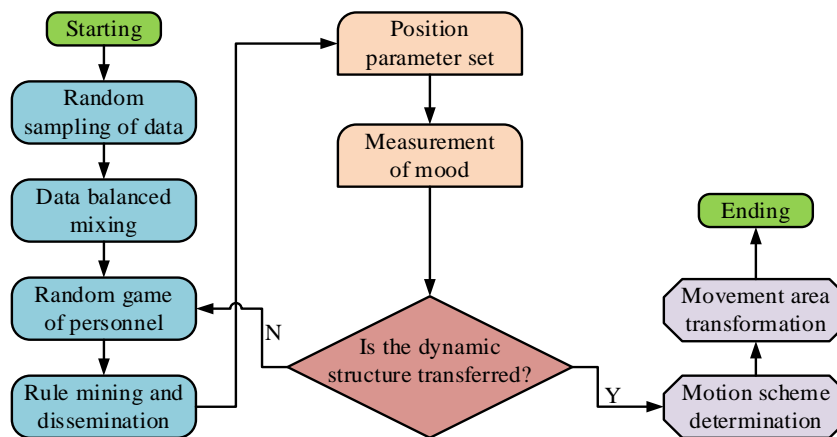 Starting
Random
sampling of data
Data balanced
mixing
Random game
of personnel
Rule mining and
dissemination
Position
parameter set
Measurement
of mood
Is the dynamic
structure transferred?
N
Y
Motion scheme
determination
Movement area
transformation
Ending